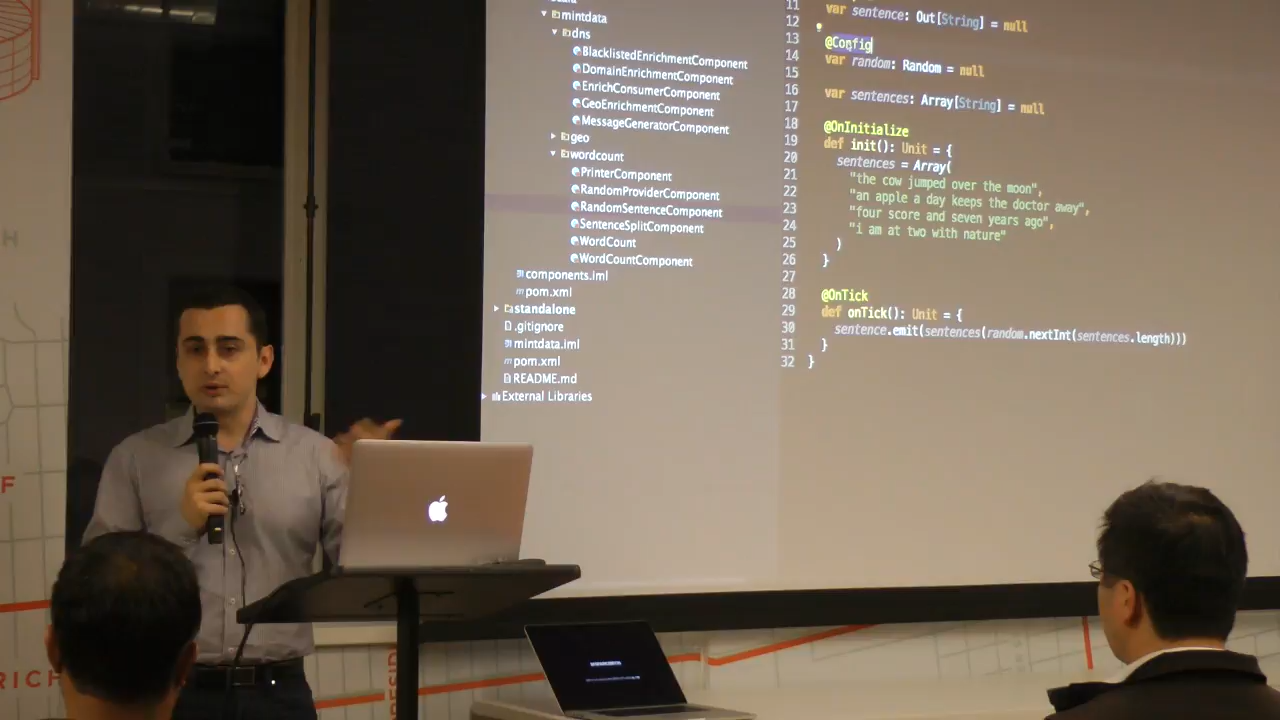 mintdata
dns
BlacklistedEnrichmentComponent
DomainEnrichmentComponent
EnrichConsumerComponent
GeoEnrichmentComponent
MessageGeneratorComponent
geo
wordcount
PrinterComponent
RandomProviderComponent
RandomSentenceComponent
SentenceSplitComponent
WordCount
WordCountComponent
components.iml
pom.xml
standalone
.gitignore
mintdata.iml
pom.xml
README.md
External Libraries
11 var sentence: Out[String] = null
12
13 @Config
14 var random: Random = null
15
16 var sentences: Array[String] = null
17
18 @OnInitialize
19 def init(): Unit = {
20 sentences = Array(
21 "the cow jumped over the moon",
22 "an apple a day keeps the doctor away",
23 "four score and seven years ago",
24 "i am at two with nature"
25 )
26 }
27
28 @OnTick
29 def onTick(): Unit = {
30 sentence.emit(sentences(random.nextInt(sentences.length)))
31 }
32 }
H
F
RICH